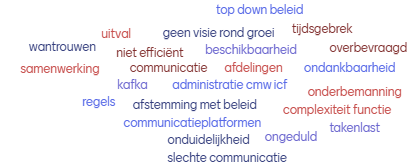 top down beleid
uitval geen visie rond groei tijdsgebrek
wantrouwen niet efficiënt beschikbaarheid overbevraagd
samenwerking communicatie afdelingen ondankbaarheid
kafka administratie cmw icf onderbemanning
regels afstemming met beleid complexiteit functie
communicatieplatformen takenlast
onduidelijkheid ongeduld
slechte communicatie